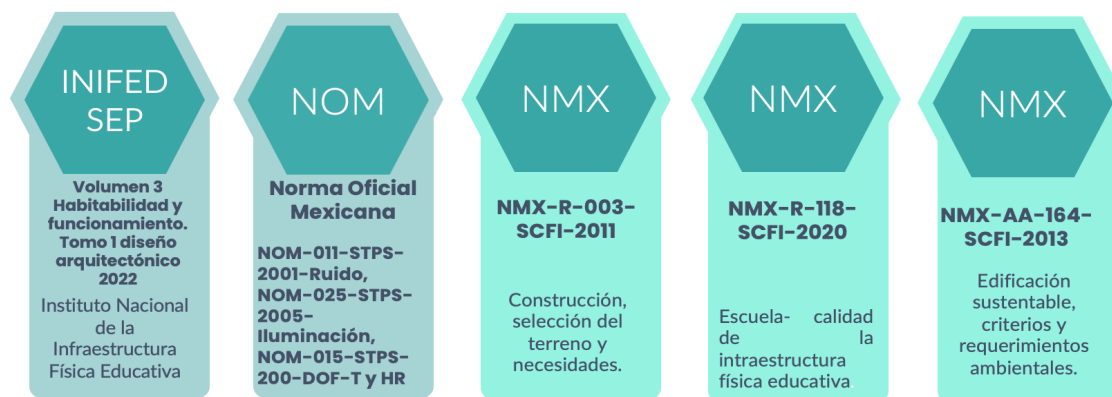 INIFED
SEP
Volumen 3
Habitabilidad y
funcionamiento.
Tomo 1 diseño
arquitectónico
2022
Instituto Nacional
de la
Infraestructura
Física Educativa
NOM
Norma Oficial
Mexicana
NOM-011-STPS-
2001-Ruido,
NOM-025-STPS-
2005-
Iluminación,
NOM-015-STPS-
200-DOF-T y HR
NMX
NMX-R-003-
SCFI-2011
Construcción,
selección del
terreno y
necesidades.
NMX
NMX-R-118-
SCFI-2020
Escuela- calidad
de la
intraestructura
física educativa
NMX
NMX-AA-164-
SCFI-2013
Edificación
sustentable,
criterios y
requerimientos
ambientales.